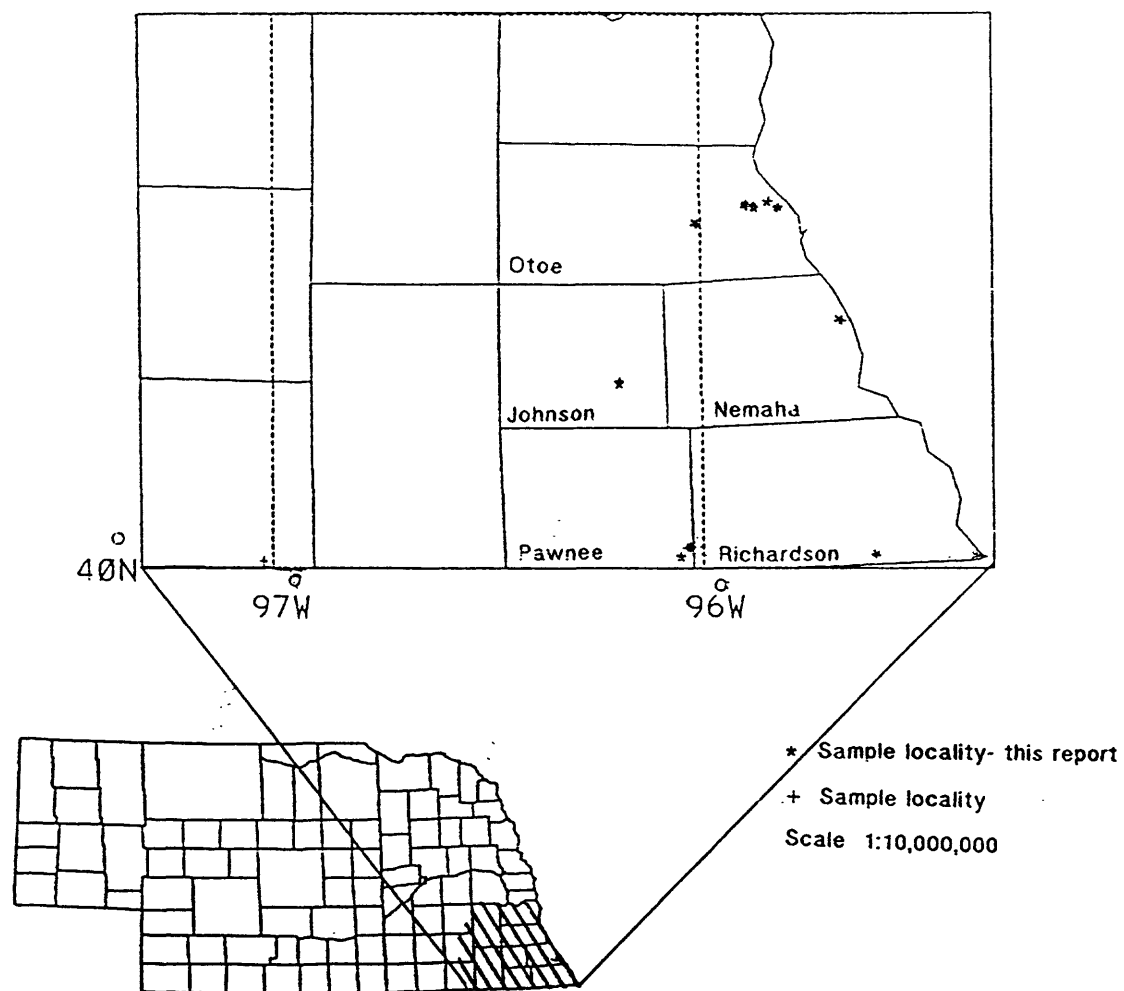 Otoe
Johnson
Nemaha
Pawnee
Richardson
40N
97W
96W
* Sample locality- this report
+ Sample locality
Scale 1:10,000,000